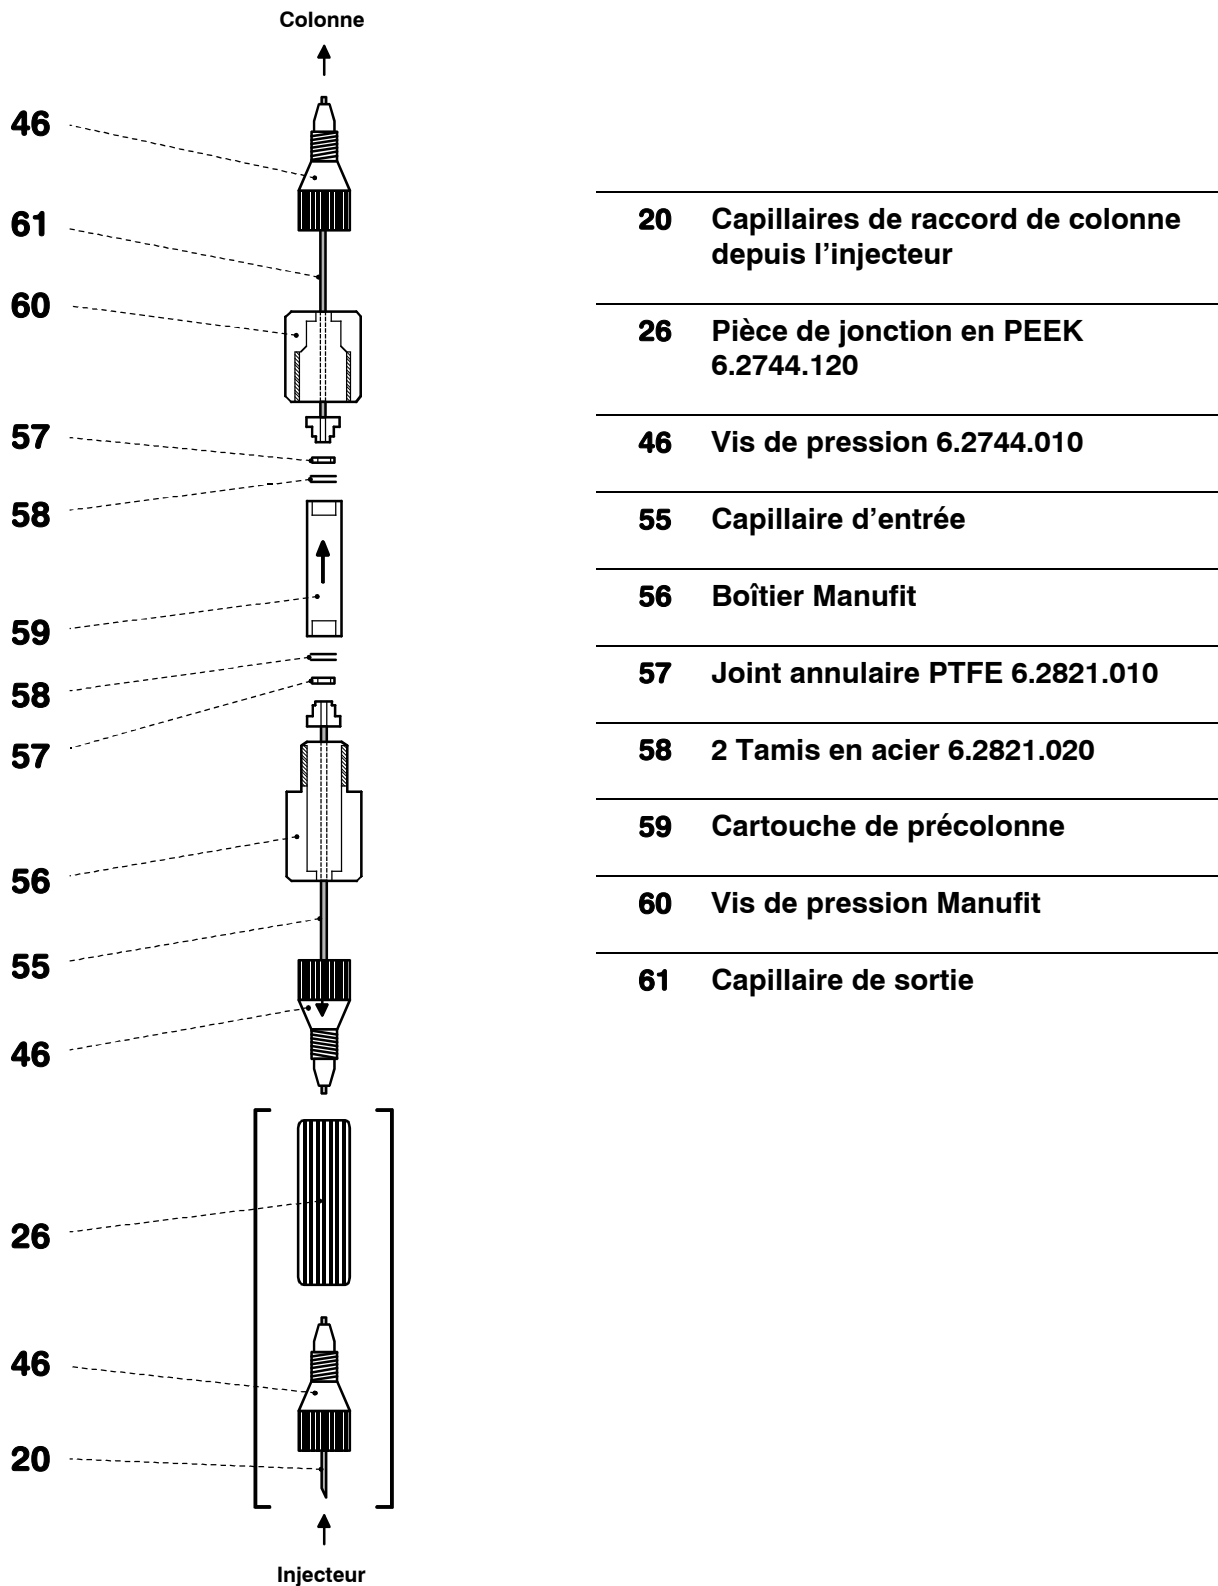 Colonne
46
61
60
57
58
59
58
57
56
55
46
26
46
20
Injecteur
20 Capillaires de raccord de colonne
depuis l’injecteur
26 Pièce de jonction en PEEK
6.2744.120
46 Vis de pression 6.2744.010
55 Capillaire d’entrée
56 Boîtier Manufit
57 Joint annulaire PTFE 6.2821.010
58 2 Tamis en acier 6.2821.020
59 Cartouche de précolonne
60 Vis de pression Manufit
61 Capillaire de sortie